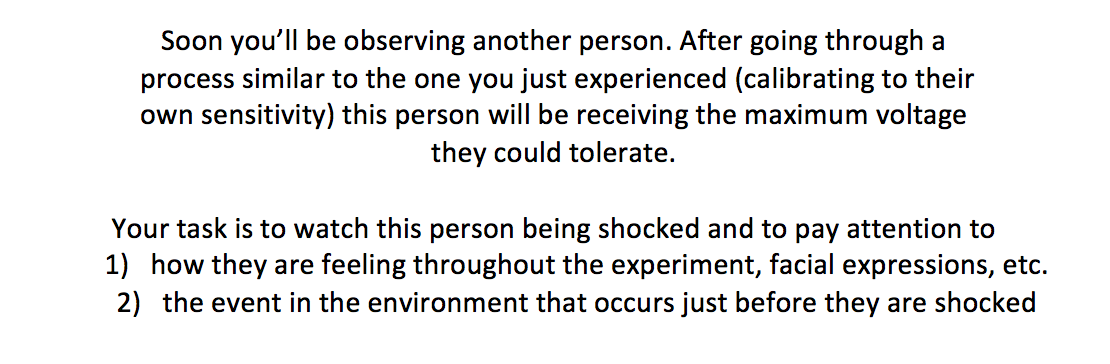 Soon you’ll be observing another person. After going through a
process similar to the one you just experienced (calibrating to their
own sensitivity) this person will be receiving the maximum voltage
they could tolerate.
Your task is to watch this person being shocked and to pay attention to
1) how they are feeling throughout the experiment, facial expressions, etc.
2) the event in the environment that occurs just before they are shocked